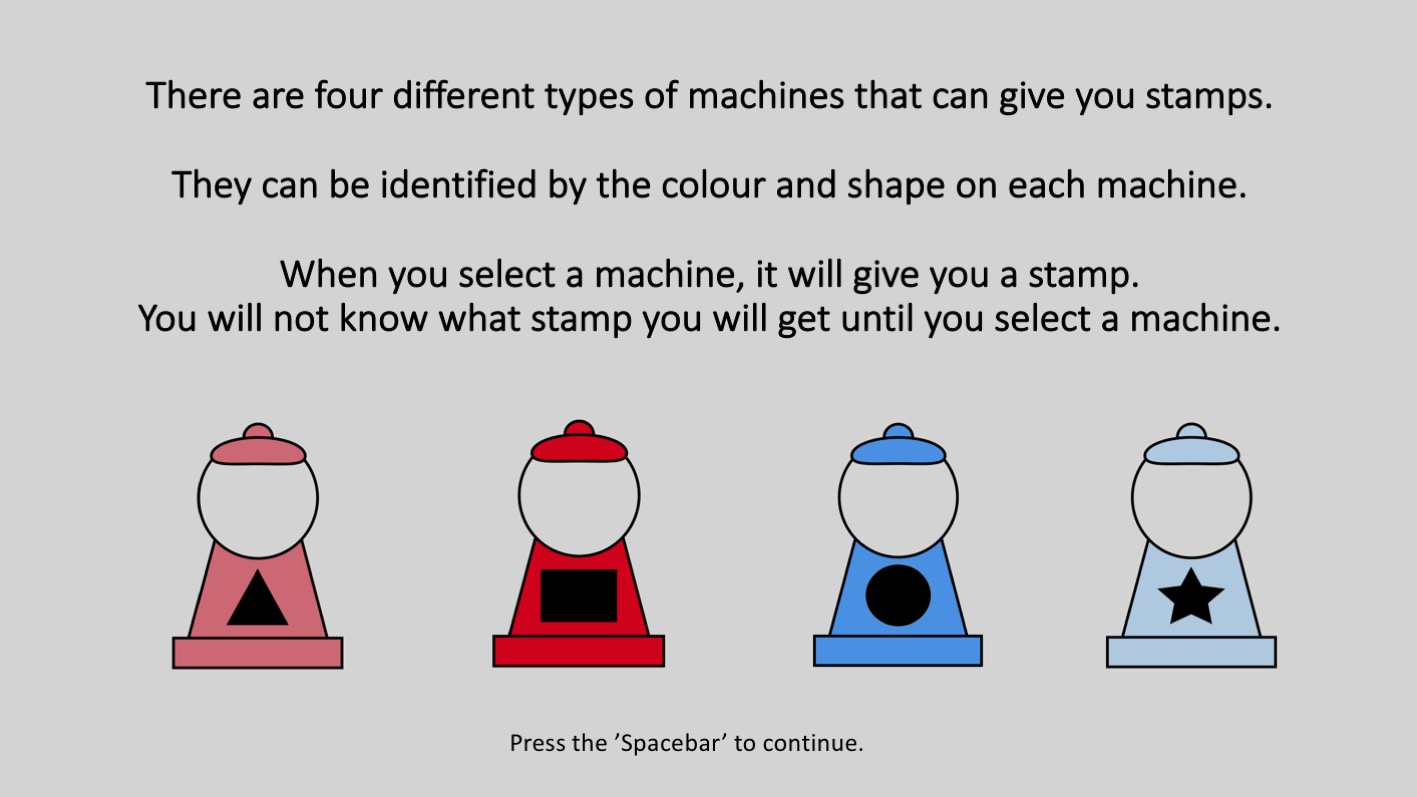 There are four different types of machines that can give you stamps.
They can be identified by the colour and shape on each machine.
When you select a machine, it will give you a stamp.
You will not know what stamp you will get until you select a machine.
Press the ’Spacebar’ to continue.